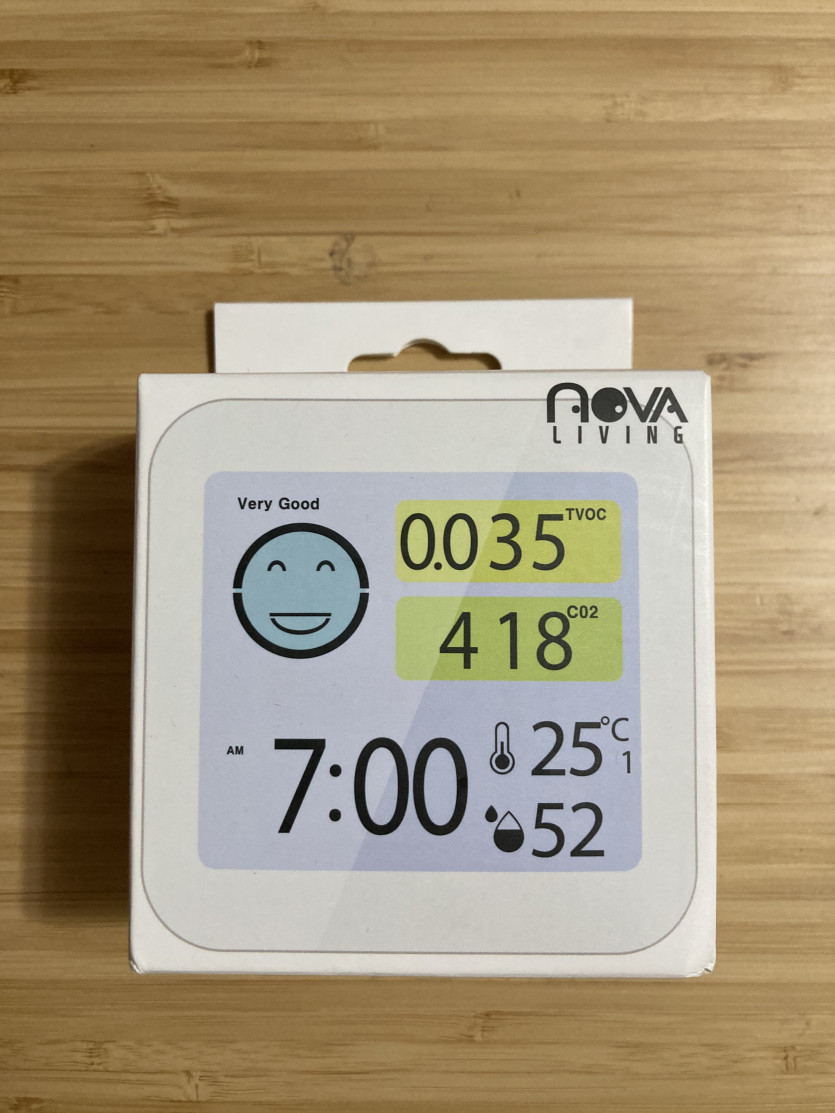 NOVA
LIVING
Very Good
0.035 TVOC
418 C02
AM 7:00
25°C
1
52